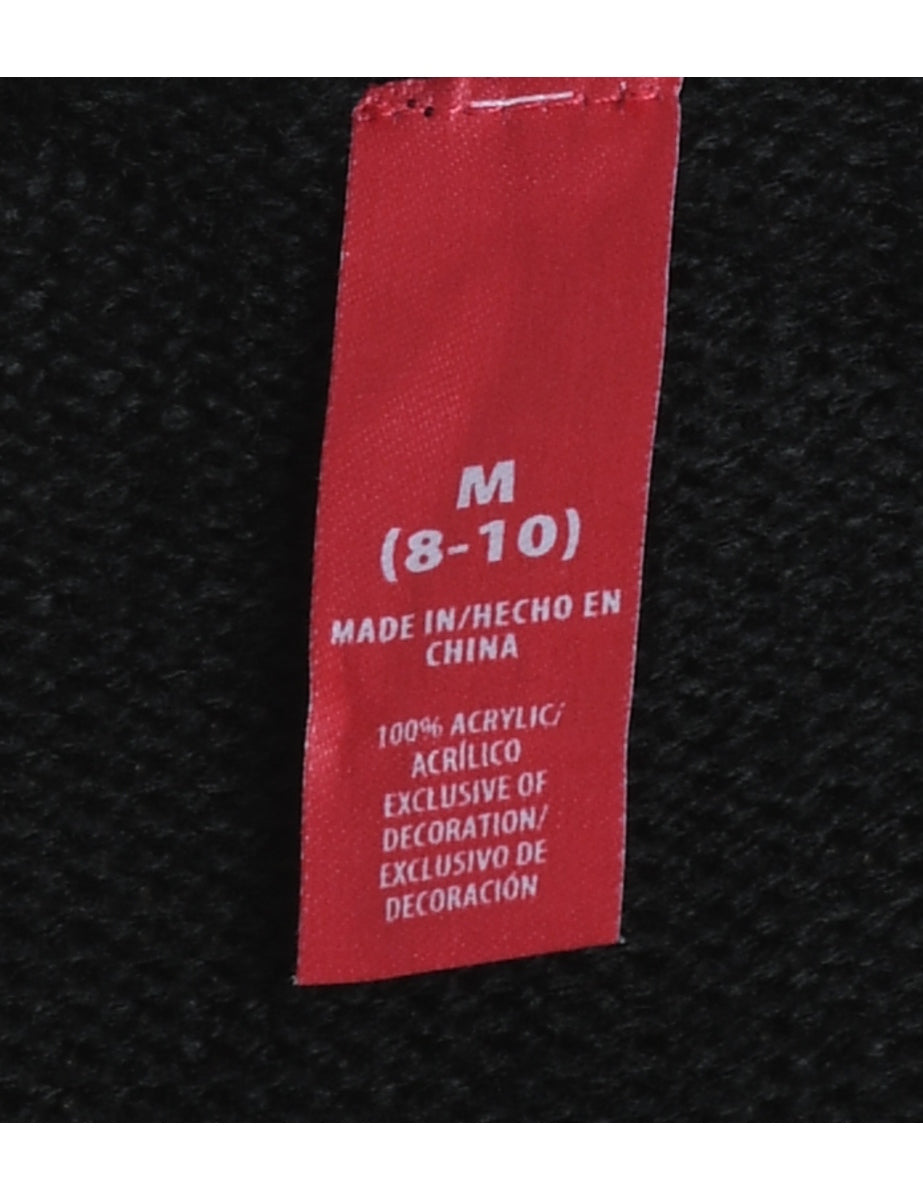 M
(8-10)
MADE IN/HECHO EN
CHINA
100% ACRYLIC/
ACRÍLICO
EXCLUSIVE OF
DECORATION/
EXCLUSIVO DE
DECORACIÓN